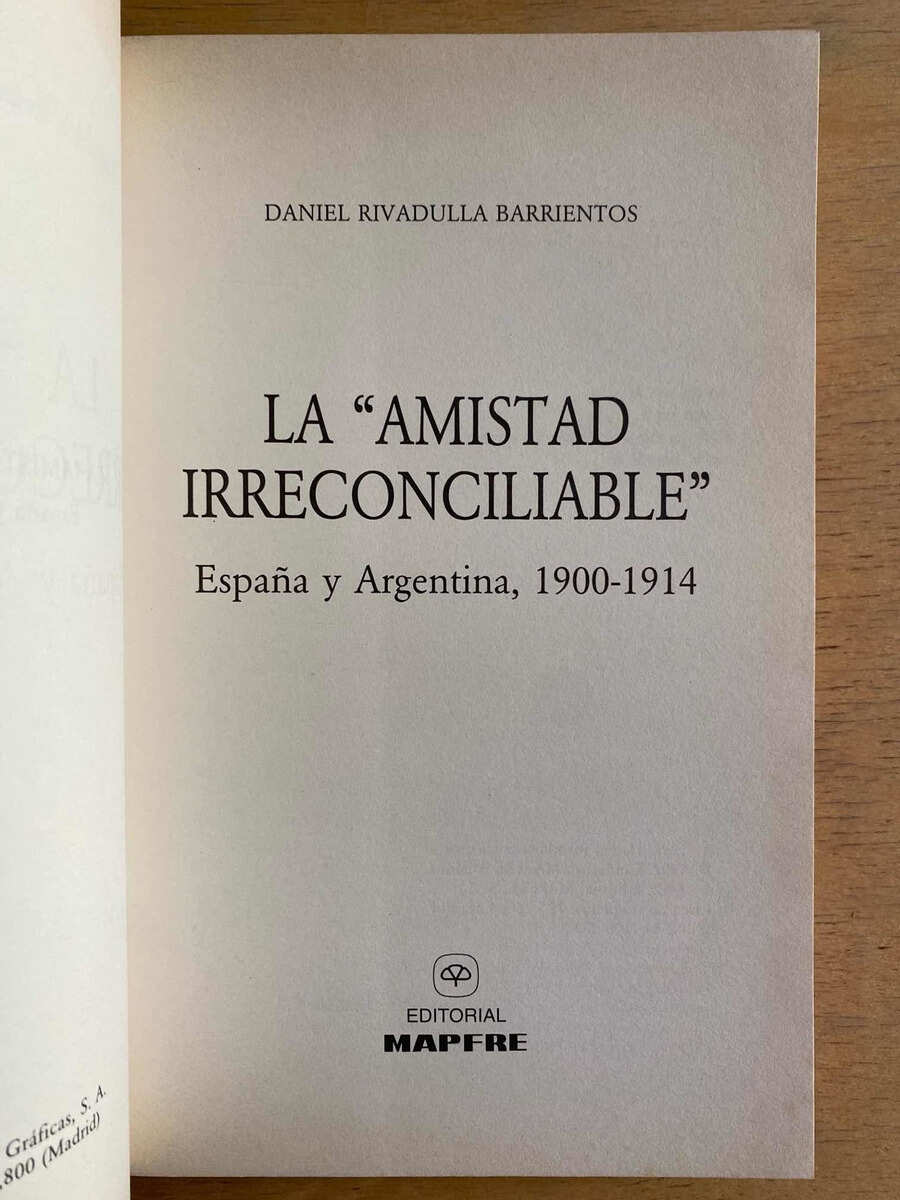 DANIEL RIVADULLA BARRIENTOS
LA “AMISTAD
IRRECONCILIABLE”
España y Argentina, 1900-1914
EDITORIAL
MAPFRE
Gráficas, S. A.
,800 (Madrid)